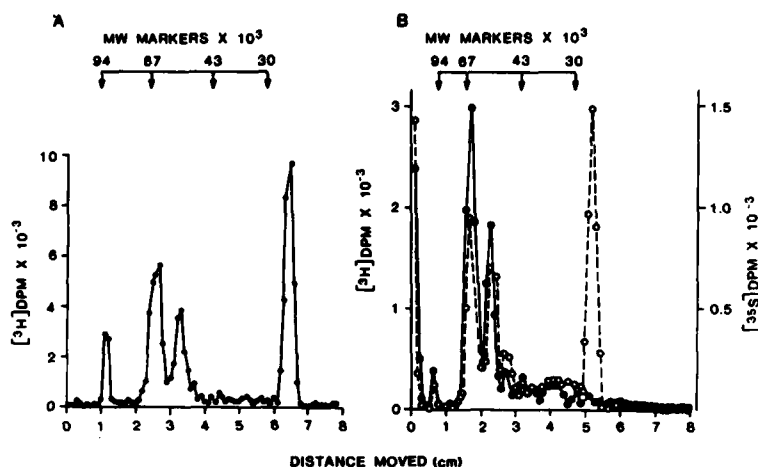 A
MW MARKERS X 10³
94 67 43 30
[³H]DPM X 10⁻³
10
8
6
4
2
0
0 1 2 3 4 5 6 7 8
B
MW MARKERS X 10³
94 67 43 30
[³H]DPM X 10⁻³
3
2
1
0
1.5
1.0
0.5
[³⁵S]DPM X 10⁻³
0 1 2 3 4 5 6 7 8
DISTANCE MOVED (cm)